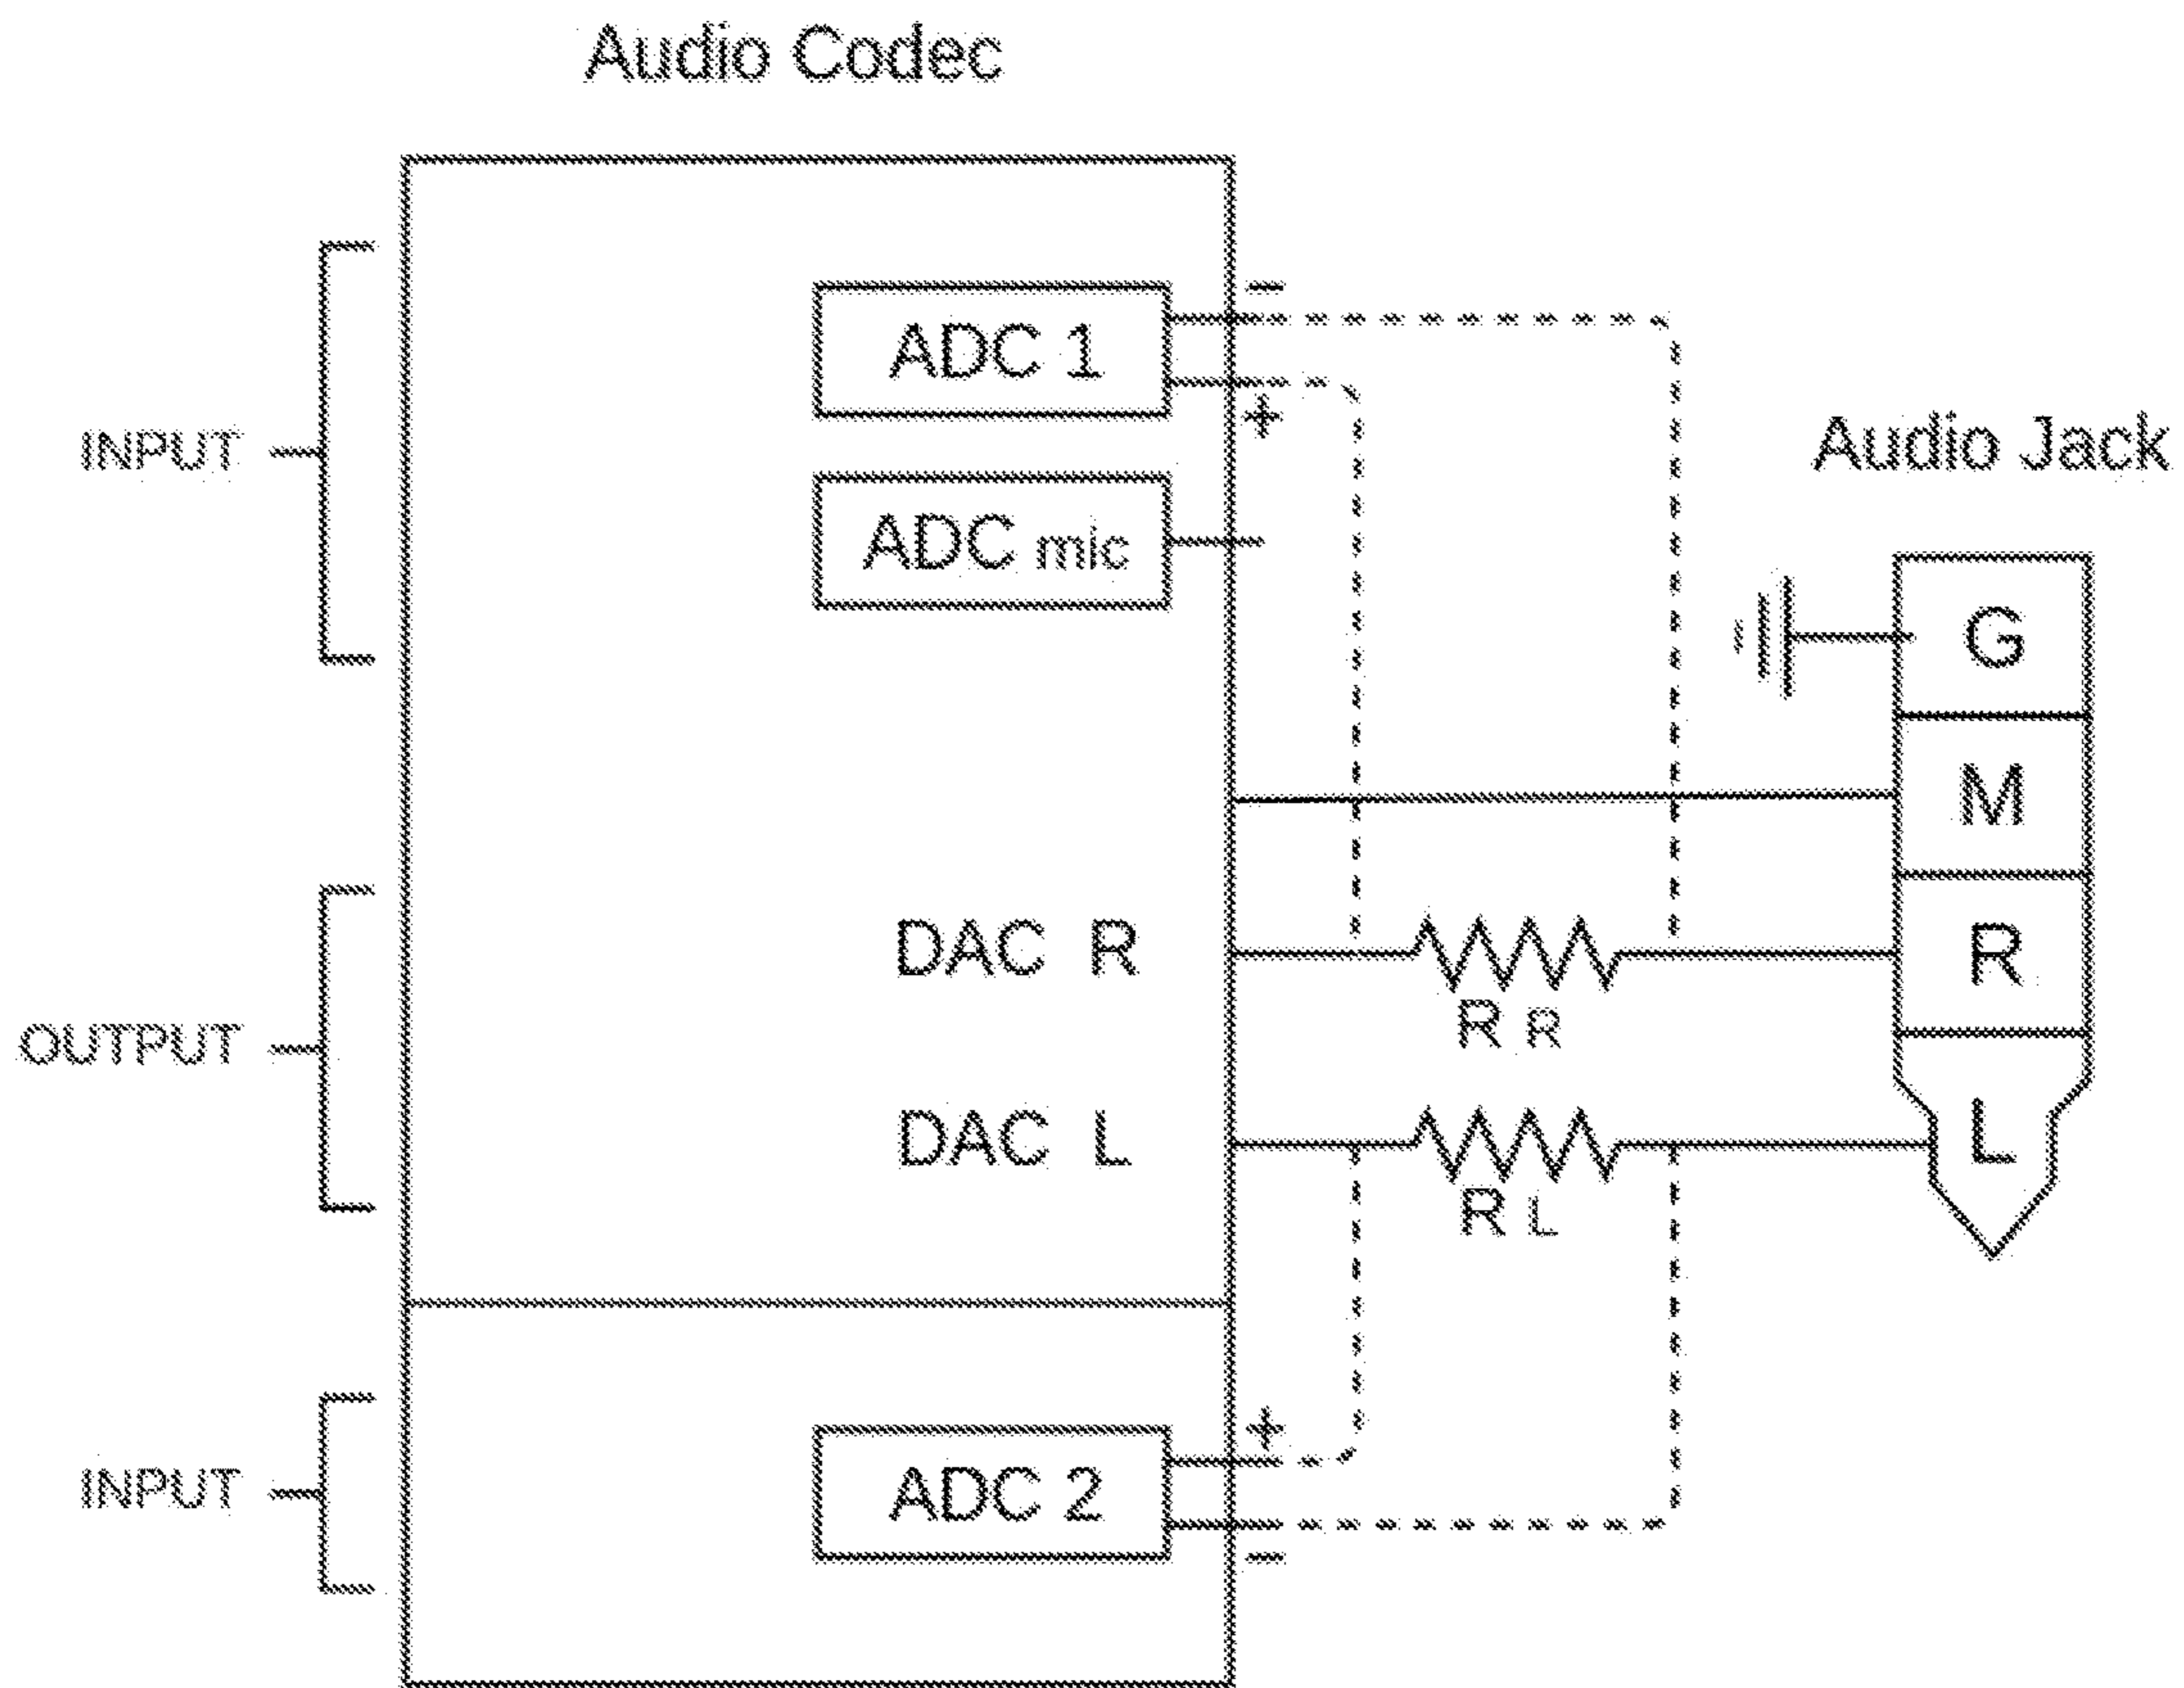 Audio Codec
−
ADC 1
+
INPUT
Audio Jack
ADC mic
G
M
DAC R
R
R R
OUTPUT
DAC L
L
R L
+
INPUT
ADC 2
−